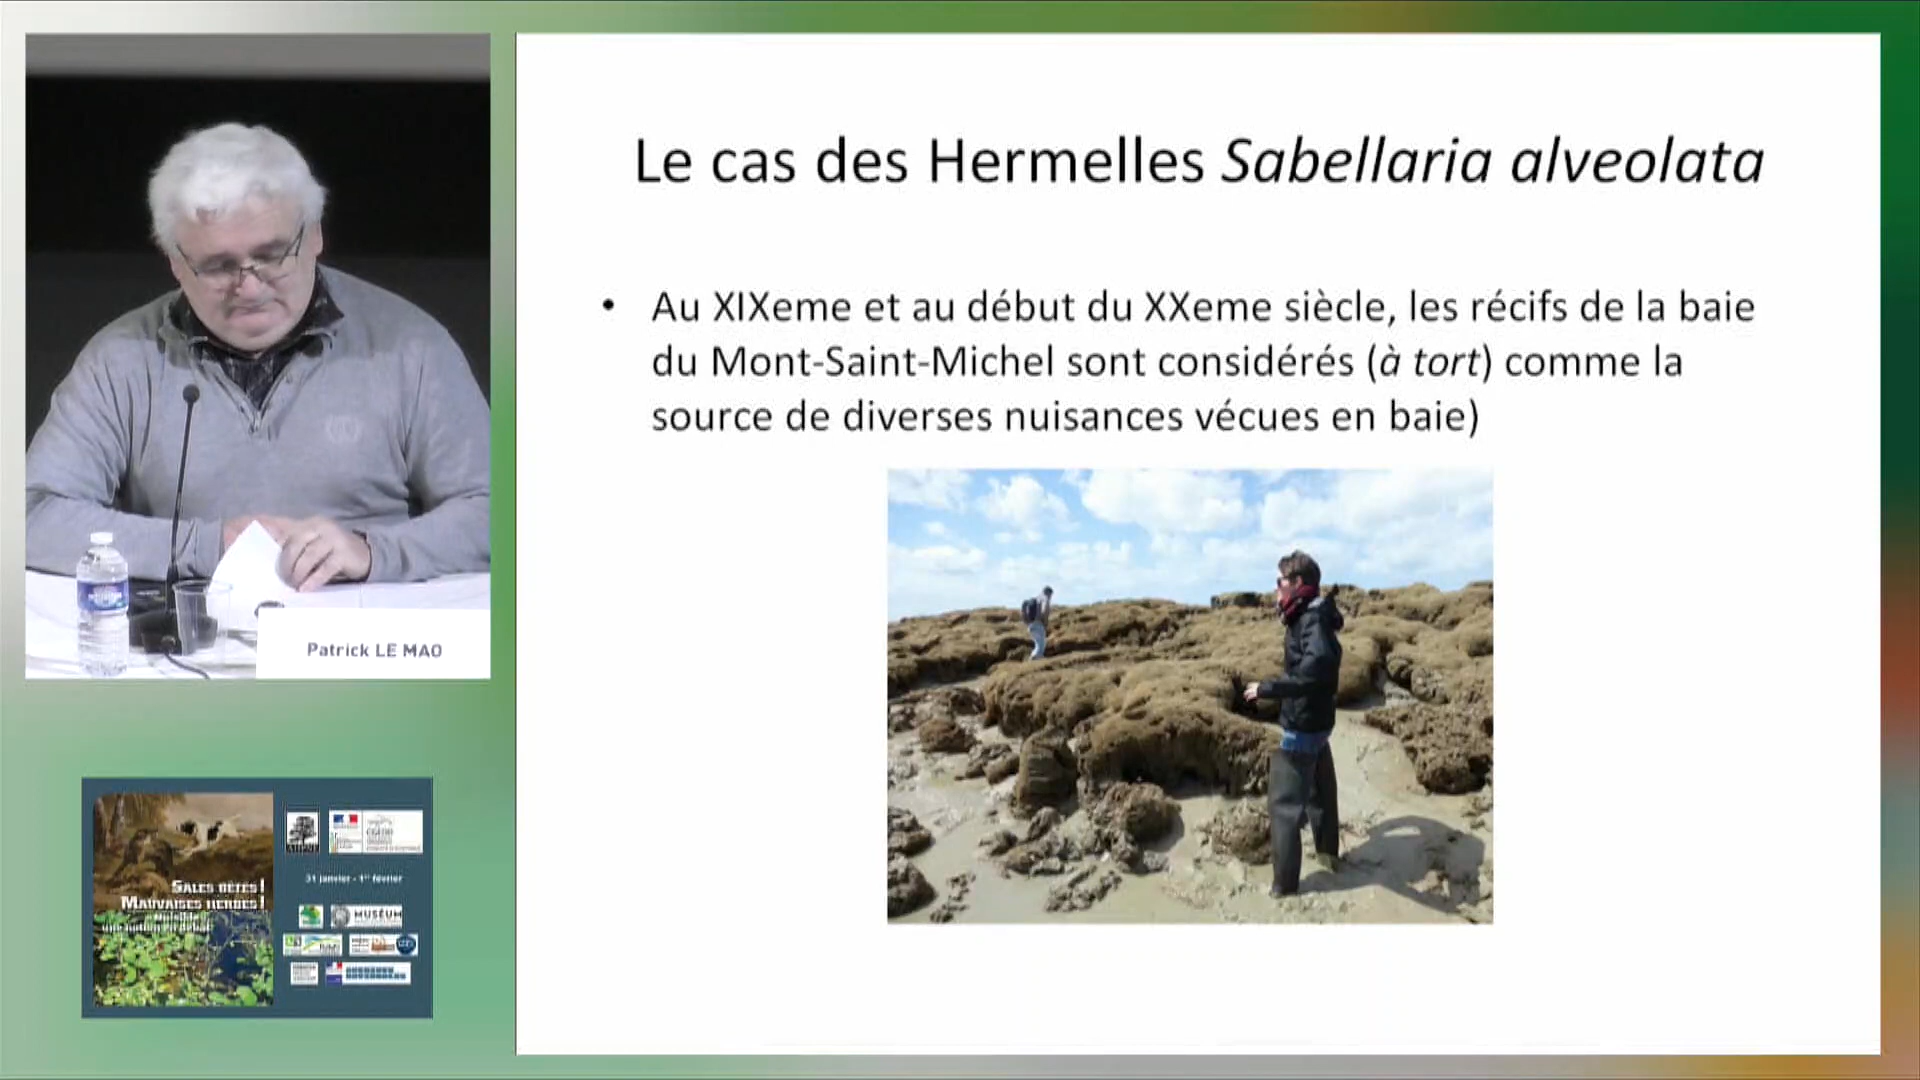 Le cas des Hermelles Sabellaria alveolata
• Au XIXeme et au début du XXeme siècle, les récifs de la baie
du Mont-Saint-Michel sont considérés (à tort) comme la
source de diverses nuisances vécues en baie)
Patrick LE MAO
SALES BÊTES !
MAUVAISES HERBES !
31 janvier - 1er février
MUSÉUM